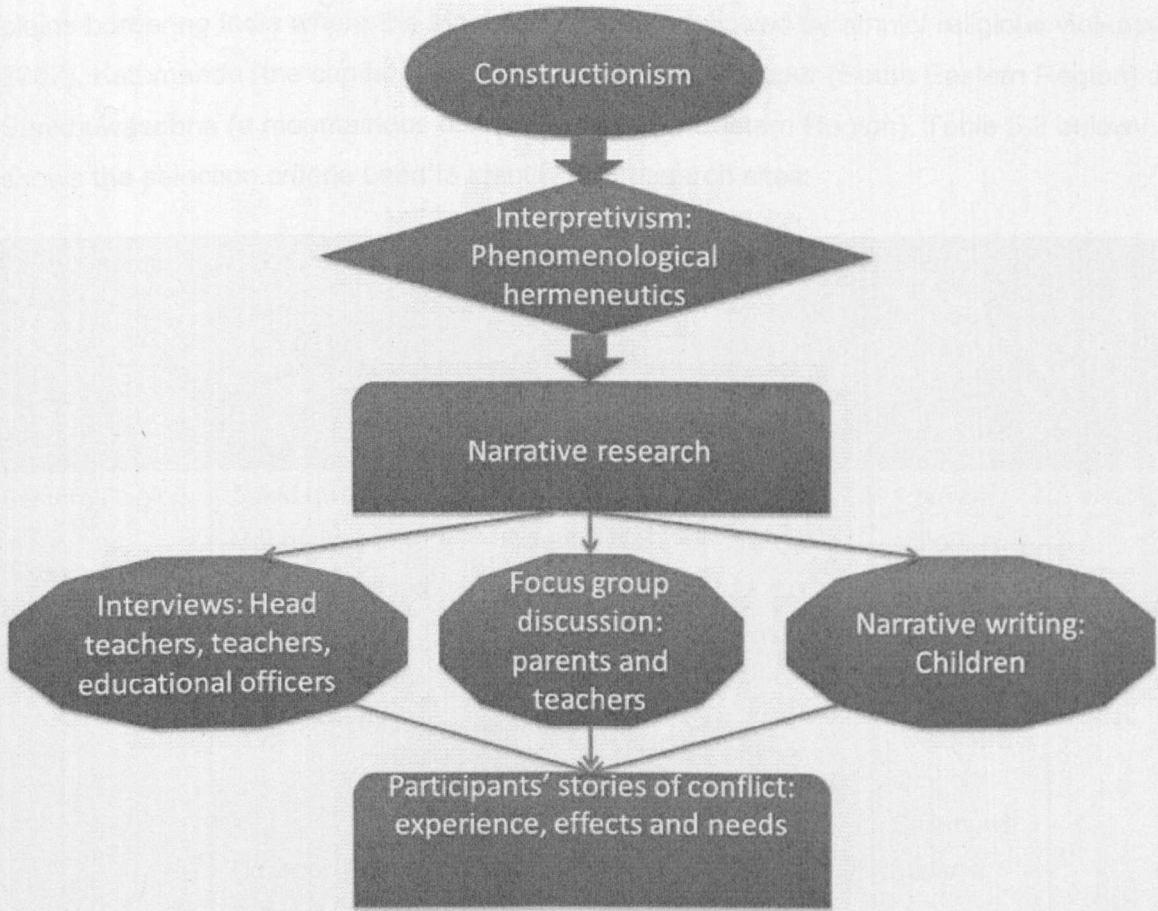 Constructionism
Interpretivism:
Phenomenological
hermeneutics
Narrative research
Interviews: Head
teachers, teachers,
educational officers
Focus group
discussion:
parents and
teachers
Narrative writing:
Children
Participants' stories of conflict:
experience, effects and needs